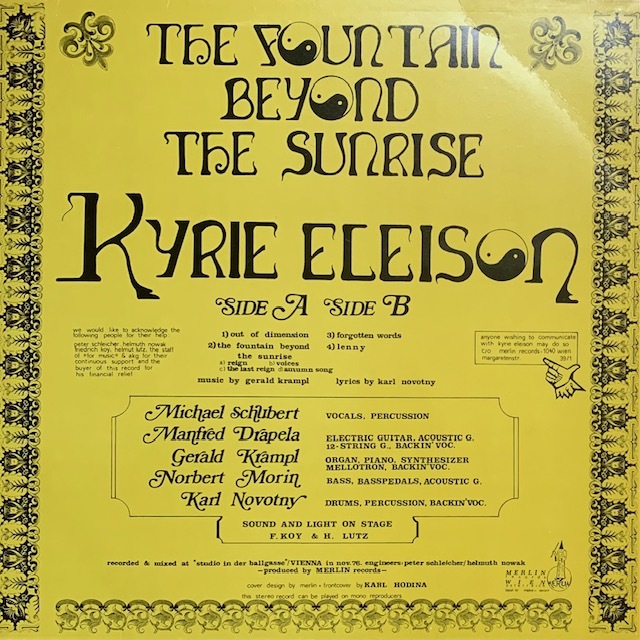 THE FOUNTAIN
BEYOND
THE SUNRISE
KYRIE ELEISON
SIDE A SIDE B
we would like to acknowledge the
following people for their help:
peter schleicher, helmuth nowak
friedrich koy, helmut lutz, the staff
of »for music« & akg for their
continuous support and the
buyer of this record for
his financial relief
1) out of dimension
2) the fountain beyond
the sunrise
a) reign b) voices
c) the last reign d) autumn song
music by gerald krampl
3) forgotten words
4) lenny
lyrics by karl novotny
anyone wishing to communicate
with kyrie eleison may do so
c/o merlin records - 1040 wien
margaretenstr. 39/1
Michael Schubert VOCALS, PERCUSSION
Manfred Drapela ELECTRIC GUITAR, ACOUSTIC G.
12-STRING G., BACKIN'VOC.
Gerald Krampl ORGAN, PIANO, SYNTHESIZER
MELLOTRON, BACKIN'VOC.
Norbert Morin BASS, BASSPEDALS, ACOUSTIC G.
Karl Novotny DRUMS, PERCUSSION, BACKIN'VOC.
SOUND AND LIGHT ON STAGE
F. KOY & H. LUTZ
recorded & mixed at "studio in der ballgasse"/VIENNA in nov.76. engineers: peter schleicher/helmuth nowak
—produced by MERLIN records—
cover design by merlin • frontcover by KARL HODINA
this stereo record can be played on mono reproducers
MERLIN
WIEN
MERLIN